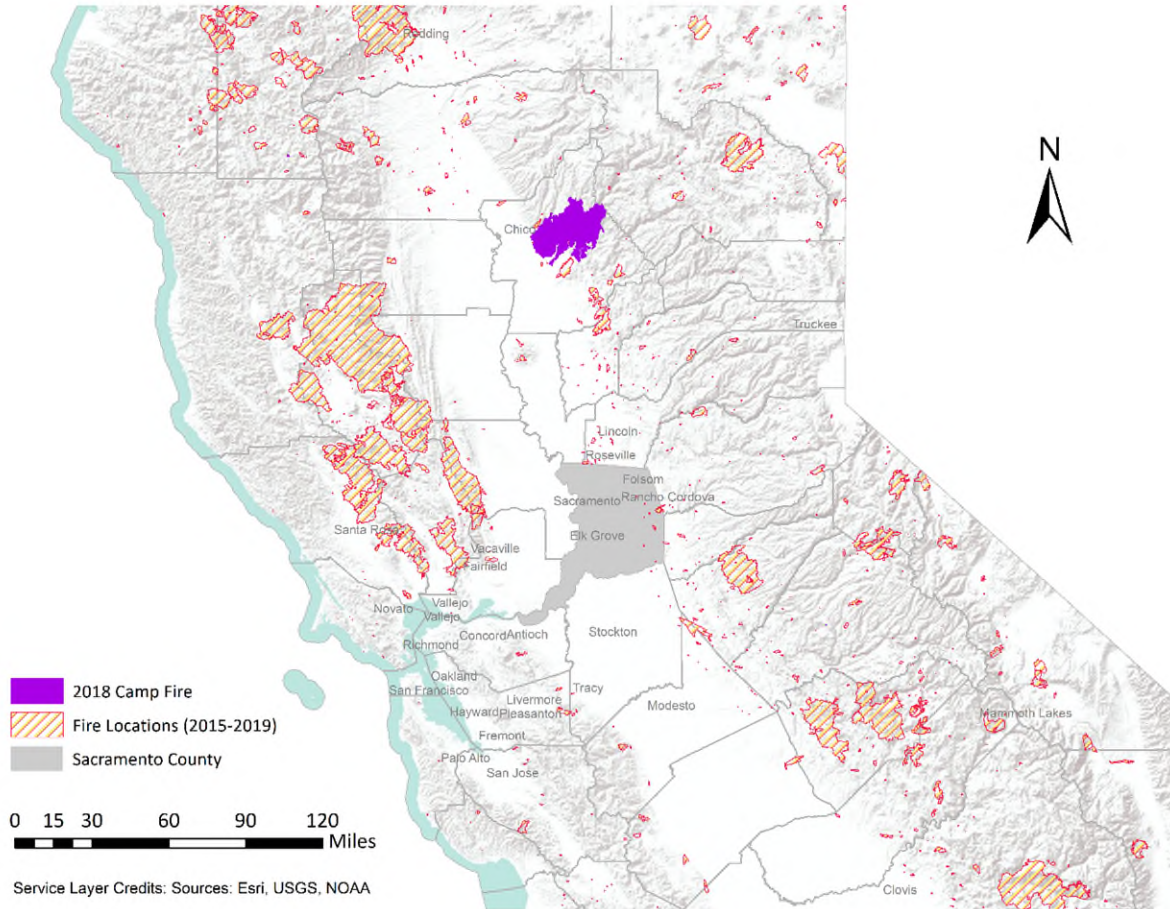 Redding
N
Chico
Truckee
Lincoln
Roseville
Folsom
Sacramento
Rancho Cordova
Elk Grove
Santa Rosa
Vacaville
Fairfield
Novato
Vallejo
Vallejo
Concord
Antioch
Stockton
Richmond
Oakland
San Francisco
Livermore
Tracy
Hayward
Pleasanton
Modesto
Mammoth Lakes
Fremont
Palo Alto
San Jose
Clovis
2018 Camp Fire
Fire Locations (2015-2019)
Sacramento County
0 15 30 60 90 120
Miles
Service Layer Credits: Sources: Esri, USGS, NOAA